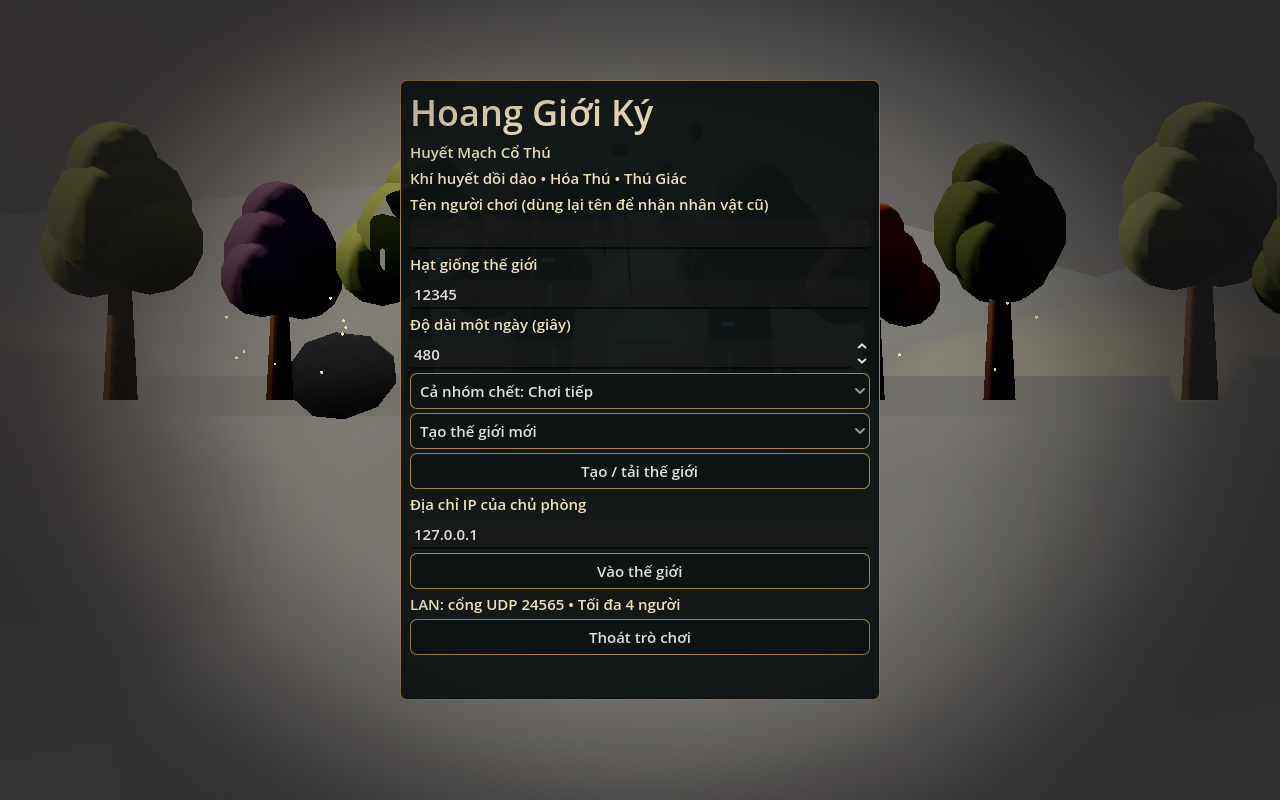 Hoang Giới Ký
Huyết Mạch Cổ Thú
Khí huyết dồi dào • Hóa Thú • Thú Giác
Tên người chơi (dùng lại tên để nhận nhân vật cũ)
Hạt giống thế giới
12345
Độ dài một ngày (giây)
480
Cả nhóm chết: Chơi tiếp
Tạo thế giới mới
Tạo / tải thế giới
Địa chỉ IP của chủ phòng
127.0.0.1
Vào thế giới
LAN: cổng UDP 24565 • Tối đa 4 người
Thoát trò chơi